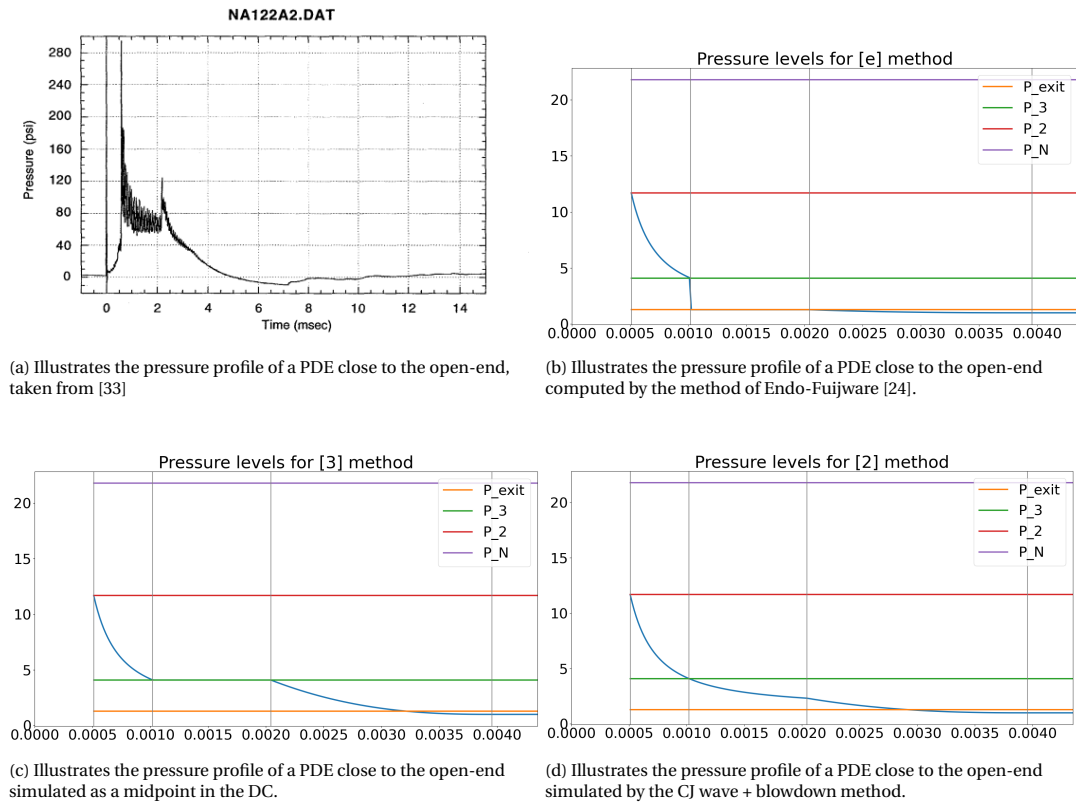 NA122A2.DAT
280
240
200
160
120
80
40
0
Pressure (psi)
0 2 4 6 8 10 12 14
Time (msec)
(a) Illustrates the pressure profile of a PDE close to the open-end,
taken from [33]
Pressure levels for [e] method
P_exit
P_3
P_2
P_N
20
15
10
5
0
0.0000 0.0005 0.0010 0.0015 0.0020 0.0025 0.0030 0.0035 0.0040
(b) Illustrates the pressure profile of a PDE close to the open-end
computed by the method of Endo-Fuijware [24].
Pressure levels for [3] method
P_exit
P_3
P_2
P_N
20
15
10
5
0
0.0000 0.0005 0.0010 0.0015 0.0020 0.0025 0.0030 0.0035 0.0040
(c) Illustrates the pressure profile of a PDE close to the open-end
simulated as a midpoint in the DC.
Pressure levels for [2] method
P_exit
P_3
P_2
P_N
20
15
10
5
0
0.0000 0.0005 0.0010 0.0015 0.0020 0.0025 0.0030 0.0035 0.0040
(d) Illustrates the pressure profile of a PDE close to the open-end
simulated by the CJ wave + blowdown method.